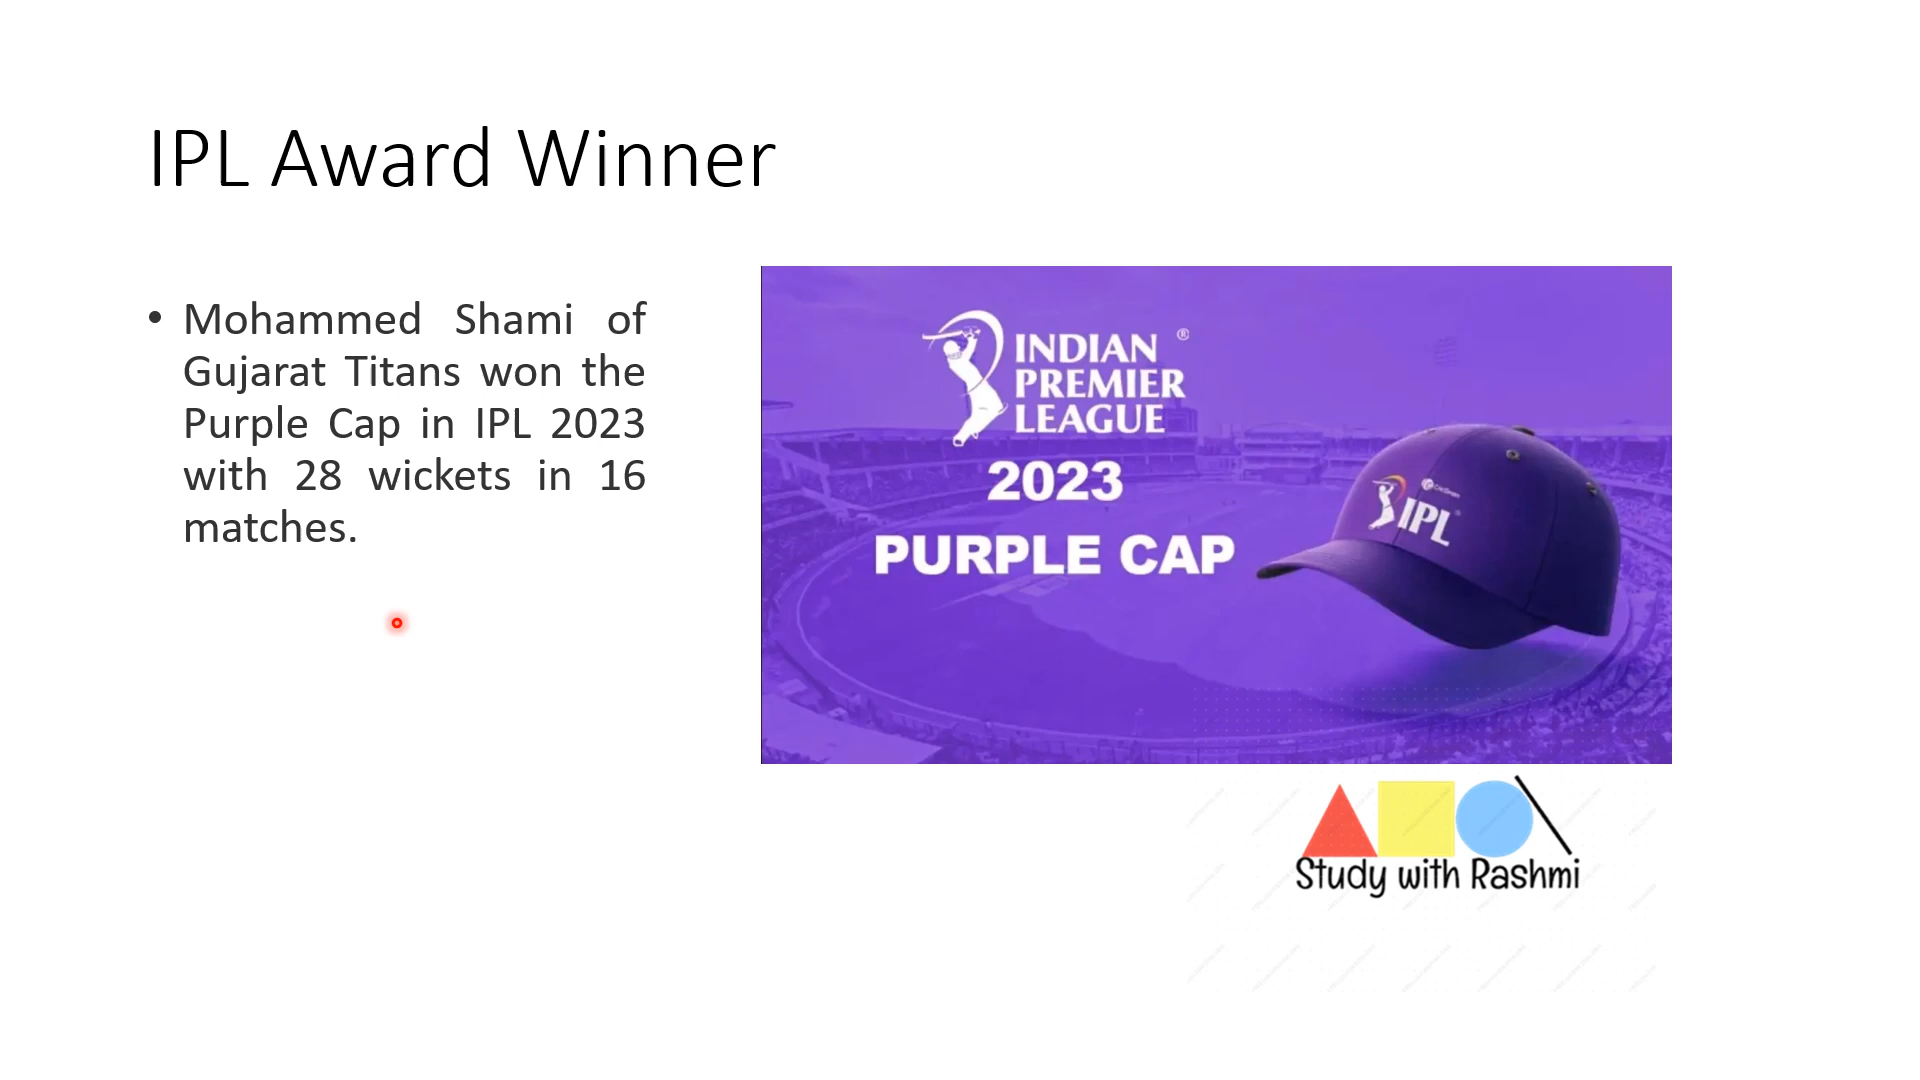 IPL Award Winner
• Mohammed Shami of
Gujarat Titans won the
Purple Cap in IPL 2023
with 28 wickets in 16
matches.
INDIAN ®
PREMIER
LEAGUE
2023
PURPLE CAP
IPL
Study with Rashmi